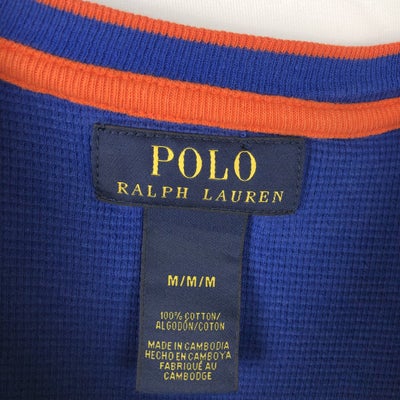 POLO
RALPH LAUREN
M/M/M
100% COTTON/
ALGODÓN/COTON
MADE IN CAMBODIA
HECHO EN CAMBOYA
FABRIQUÉ AU
CAMBODGE